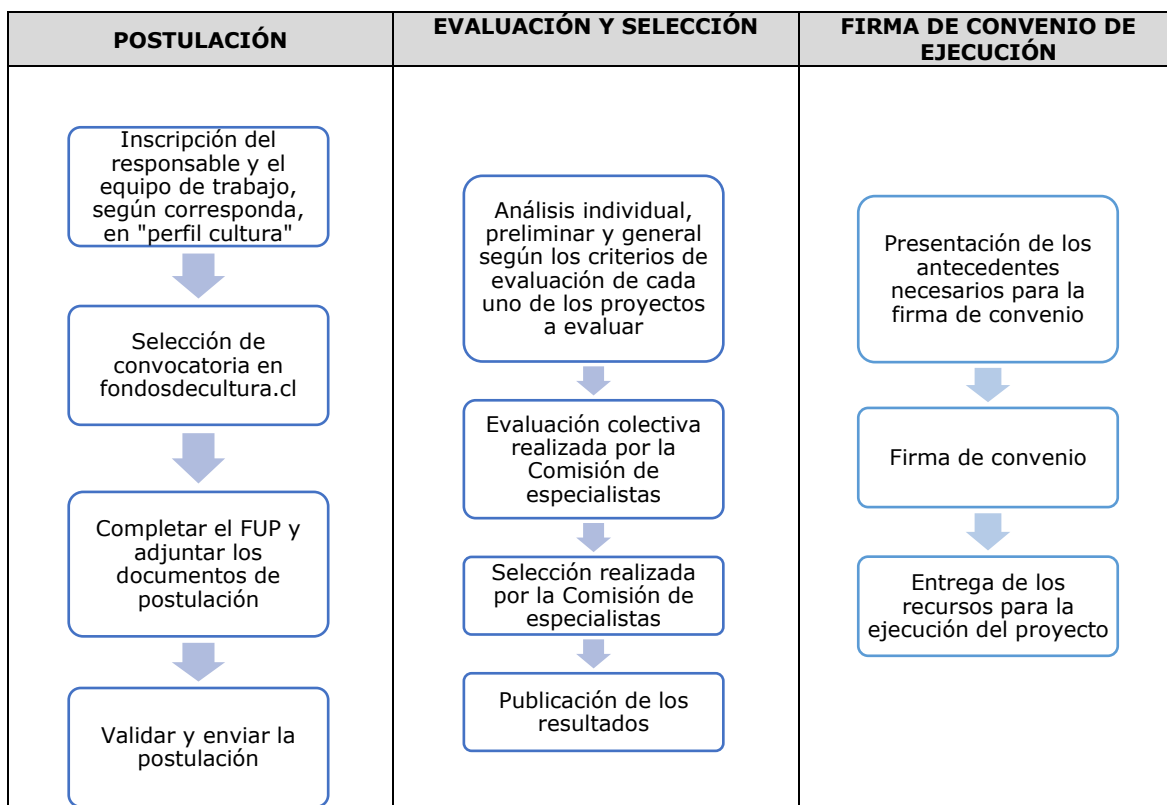 POSTULACIÓN
EVALUACIÓN Y SELECCIÓN
FIRMA DE CONVENIO DE
EJECUCIÓN
Inscripción del
responsable y el
equipo de trabajo,
según corresponda,
en "perfil cultura"
Selección de
convocatoria en
fondosdecultura.cl
Completar el FUP y
adjuntar los
documentos de
postulación
Validar y enviar la
postulación
Análisis individual,
preliminar y general
según los criterios de
evaluación de cada
uno de los proyectos
a evaluar
Evaluación colectiva
realizada por la
Comisión de
especialistas
Selección realizada
por la Comisión de
especialistas
Publicación de los
resultados
Presentación de los
antecedentes
necesarios para la
firma de convenio
Firma de convenio
Entrega de los
recursos para la
ejecución del proyecto